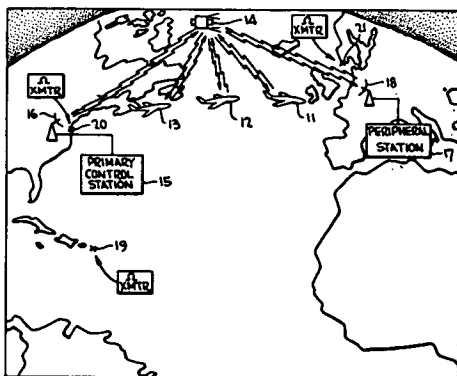 14
21
Ω
XMTR
Ω
XMTR
18
16
20
13
12
11
PRIMARY
CONTROL
STATION
15
PERIPHERAL
STATION
17
19
Ω
XMTR